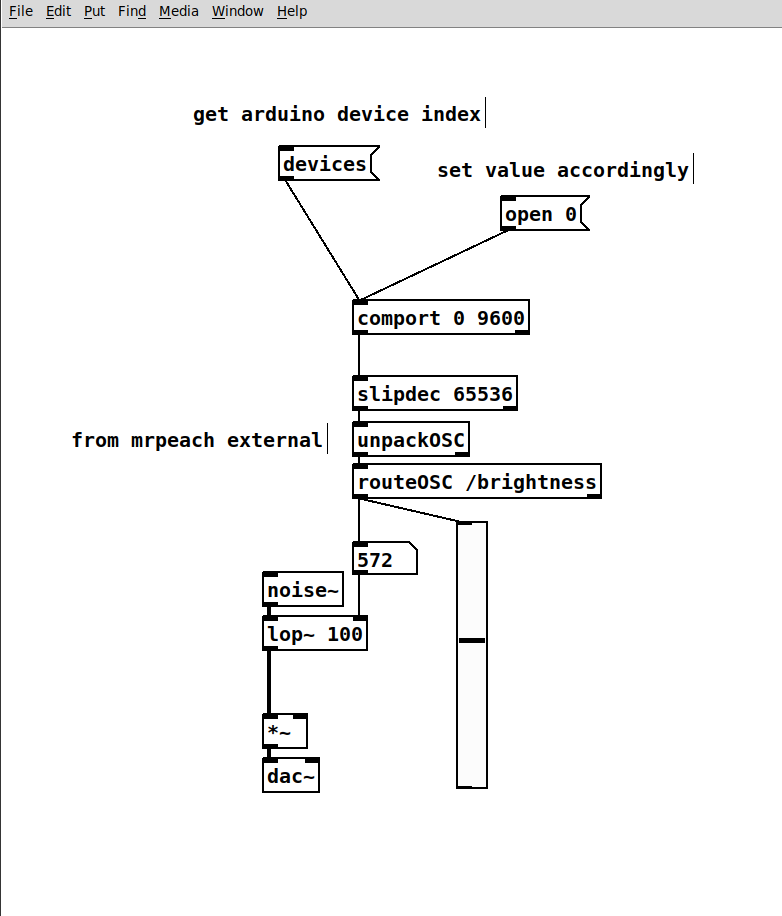 File Edit Put Find Media Window Help
get arduino device index
devices
set value accordingly
open 0
comport 0 9600
slipdec 65536
from mrpeach external
unpackOSC
routeOSC /brightness
572
noise~
lop~ 100
*~
dac~